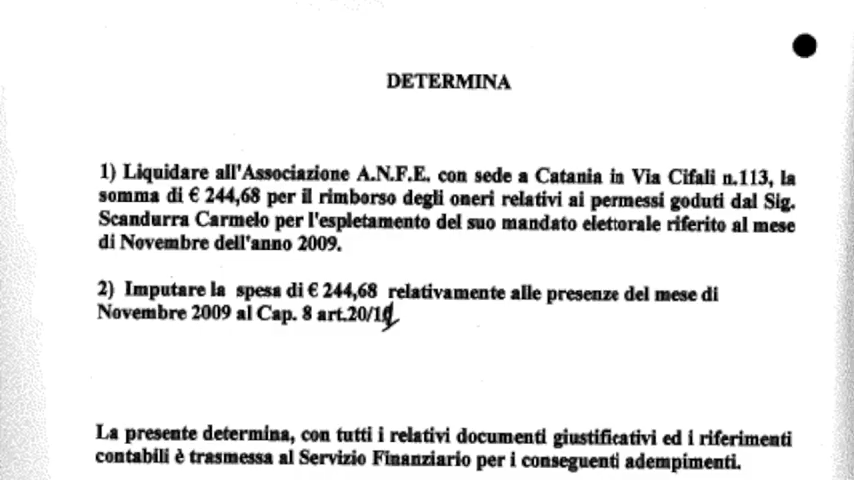 DETERMINA
1) Liquidare all'Associazione A.N.F.E. con sede a Catania in Via Cifali n.113, la
somma di € 244,68 per il rimborso degli oneri relativi ai permessi goduti dal Sig.
Scandurra Carmelo per l'espletamento del suo mandato elettorale riferito al mese
di Novembre dell'anno 2009.
2) Imputare la spesa di € 244,68 relativamente alle presenze del mese di
Novembre 2009 al Cap. 8
La presente determina, con tutti i relativi documenti giustificativi ed i riferimenti
contabili è trasmessa al Servizio Finanziario per i conseguenti adempimenti.